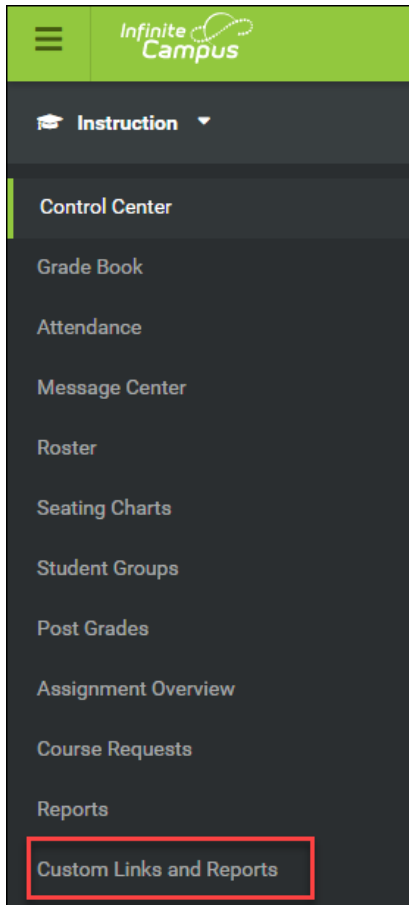 Infinite
Campus
Instruction
Control Center
Grade Book
Attendance
Message Center
Roster
Seating Charts
Student Groups
Post Grades
Assignment Overview
Course Requests
Reports
Custom Links and Reports